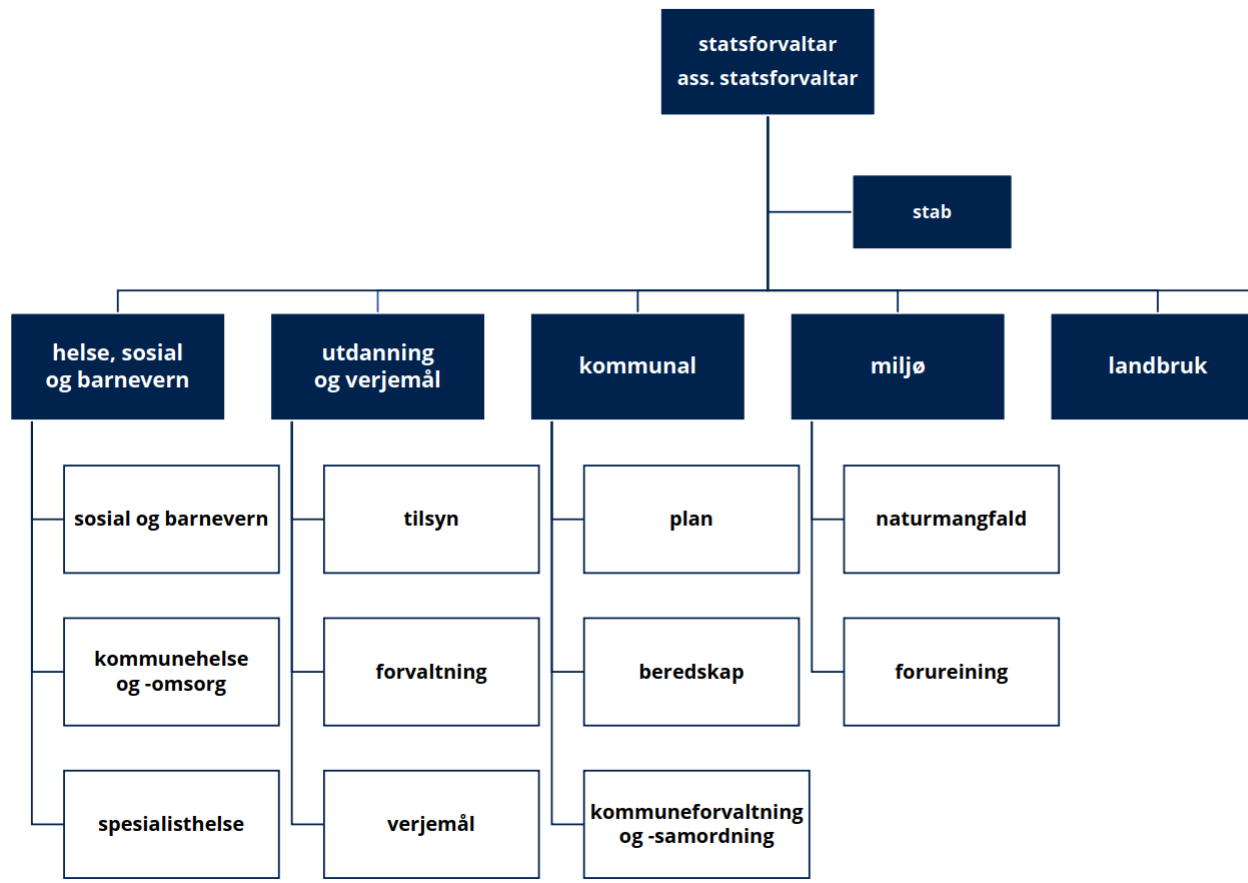 statsforvaltar
ass. statsforvaltar
stab
helse, sosial
og barnevern
utdanning
og verjemål
kommunal
miljø
landbruk
sosial og barnevern
tilsyn
plan
naturmangfald
kommunehelse
og -omsorg
forvaltning
beredskap
forureining
spesialisthelse
verjemål
kommuneforvaltning
og -samordning